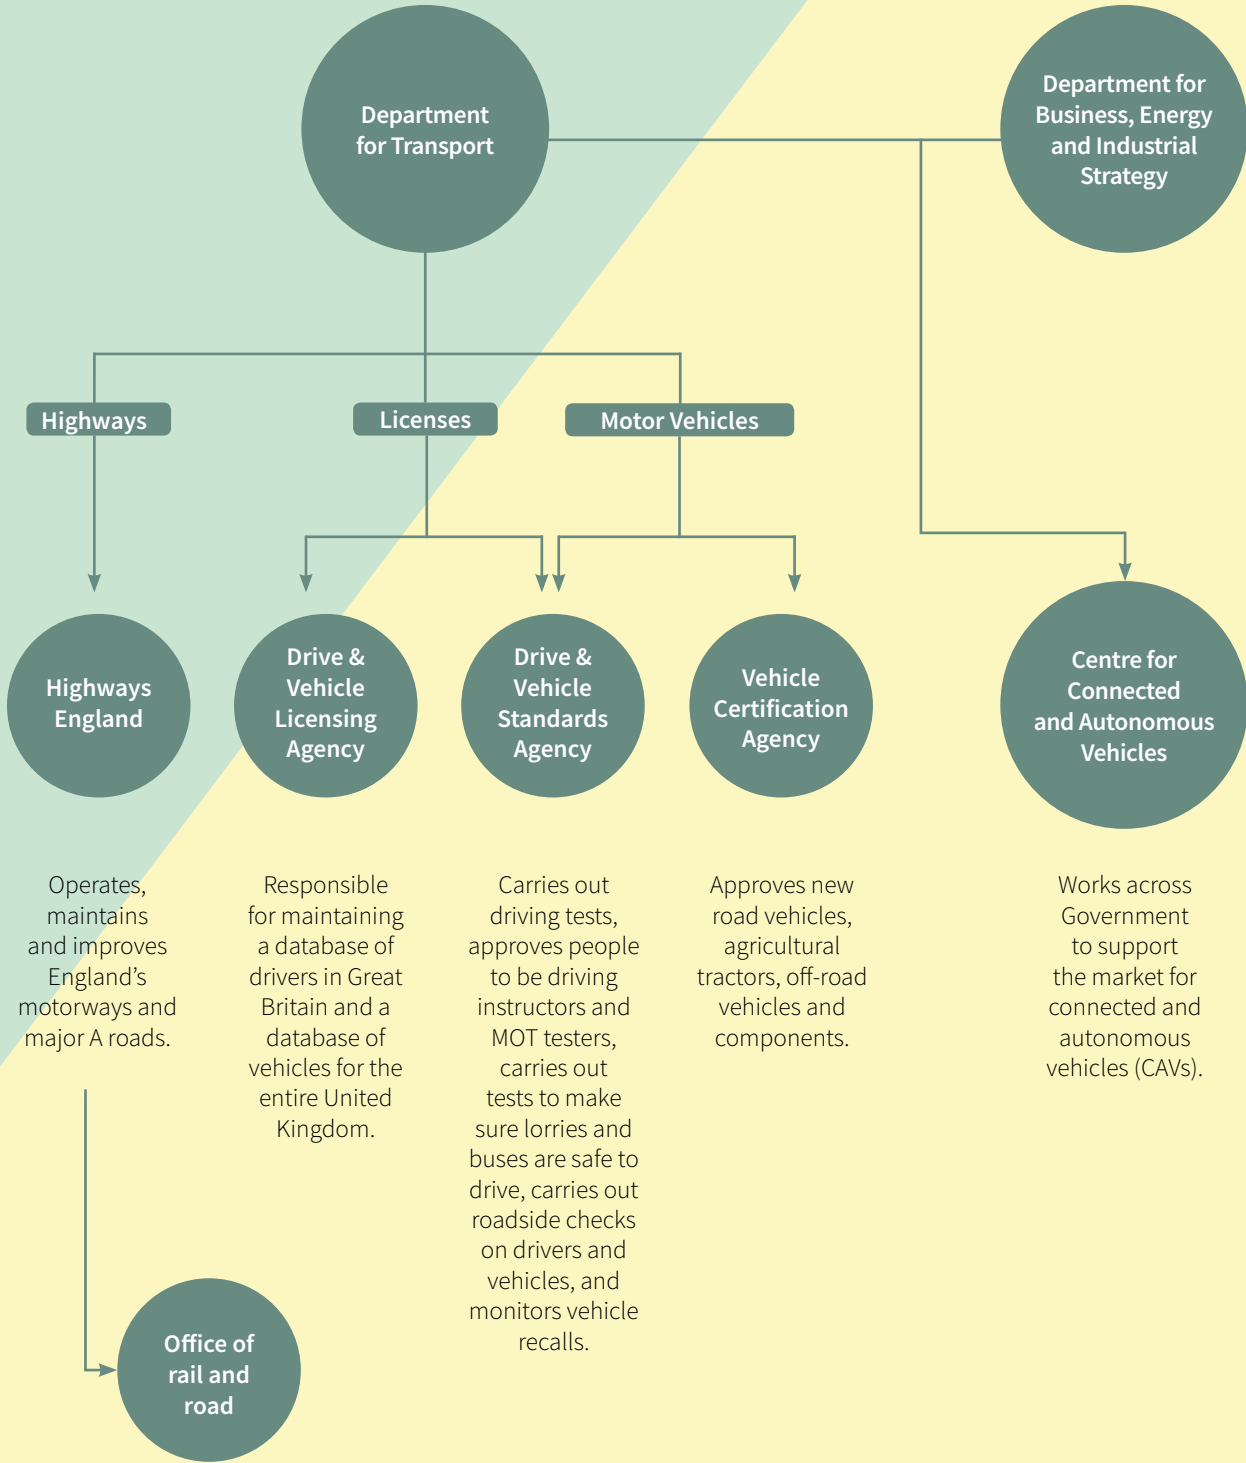 Department
for Transport
Department for
Business, Energy
and Industrial
Strategy
Highways
Licenses
Motor Vehicles
Highways
England
Drive &
Vehicle
Licensing
Agency
Drive &
Vehicle
Standards
Agency
Vehicle
Certification
Agency
Centre for
Connected
and Autonomous
Vehicles
Operates,
maintains
and improves
England’s
motorways and
major A roads.
Responsible
for maintaining
a database of
drivers in Great
Britain and a
database of
vehicles for the
entire United
Kingdom.
Carries out
driving tests,
approves people
to be driving
instructors and
MOT testers,
carries out
tests to make
sure lorries and
buses are safe to
drive, carries out
roadside checks
on drivers and
vehicles, and
monitors vehicle
recalls.
Approves new
road vehicles,
agricultural
tractors, off-road
vehicles and
components.
Works across
Government
to support
the market for
connected and
autonomous
vehicles (CAVs).
Office of
rail and
road